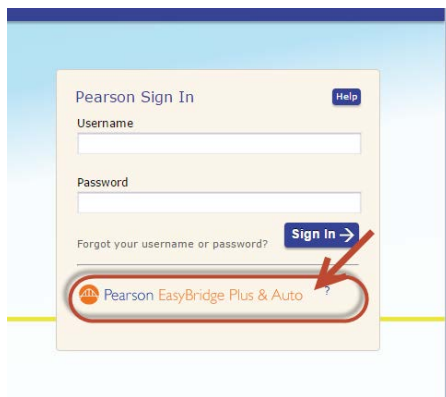 Pearson Sign In
Help
Username
Password
Forgot your username or password?
Sign In →
Pearson EasyBridge Plus & Auto ?